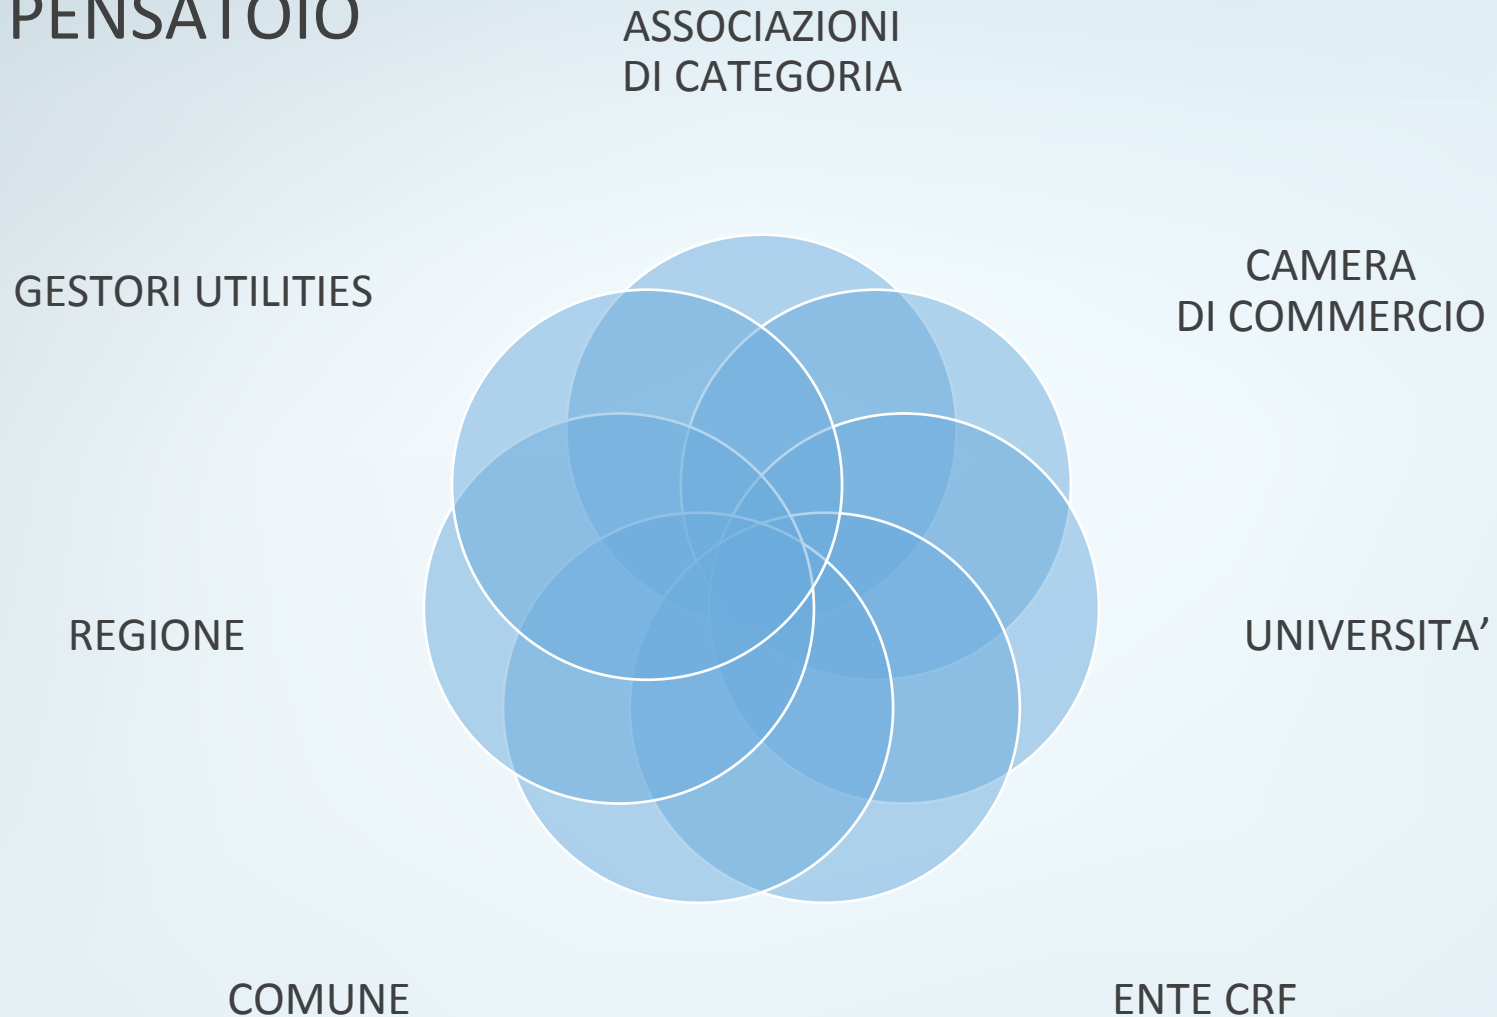 PENSATOIO
ASSOCIAZIONI
DI CATEGORIA
CAMERA
DI COMMERCIO
GESTORI UTILITIES
REGIONE
UNIVERSITA’
COMUNE
ENTE CRF